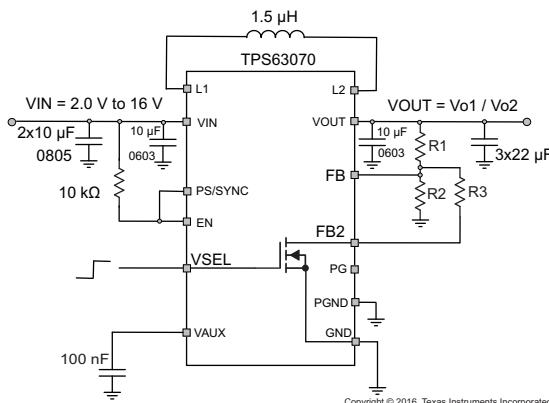 1.5 µH
TPS63070
L1
L2
VIN = 2.0 V to 16 V
VIN
VOUT
VOUT = Vo1 / Vo2
2x10 µF
0805
10 µF
0603
10 µF
0603
R1
3x22 µF
FB
10 kΩ
PS/SYNC
R2
R3
EN
FB2
VSEL
PG
PGND
VAUX
GND
100 nF
Copyright © 2016, Texas Instruments Incorporated